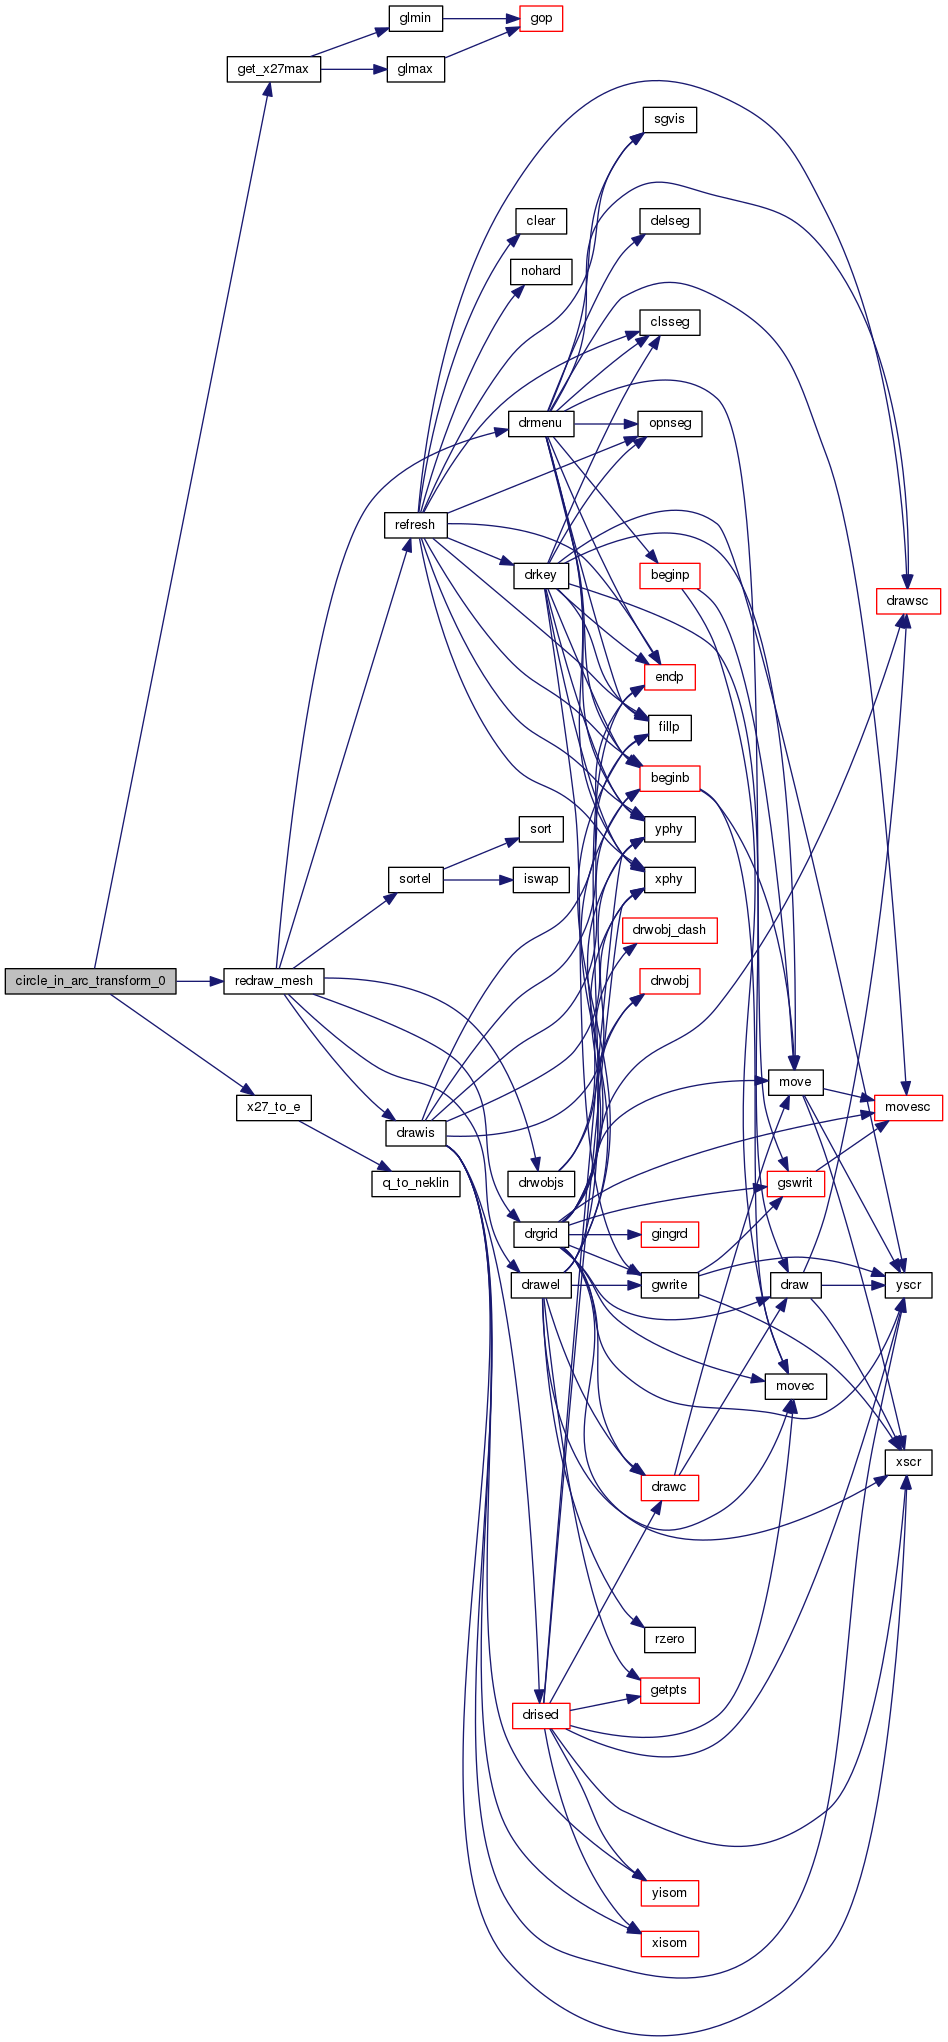 glmin
gop
get_x27max
glmax
sgvis
clear
delseg
nohard
clsseg
drmenu
opnseg
refresh
drkey
beginp
drawsc
endp
fillp
beginb
sort
yphy
sortel
iswap
xphy
drwobj_dash
circle_in_arc_transform_0
redraw_mesh
drwobj
move
x27_to_e
movesc
drawis
q_to_neklin
drwobjs
gswrit
drgrid
gingrd
drawel
gwrite
draw
yscr
movec
xscr
drawc
rzero
getpts
drised
yisom
xisom